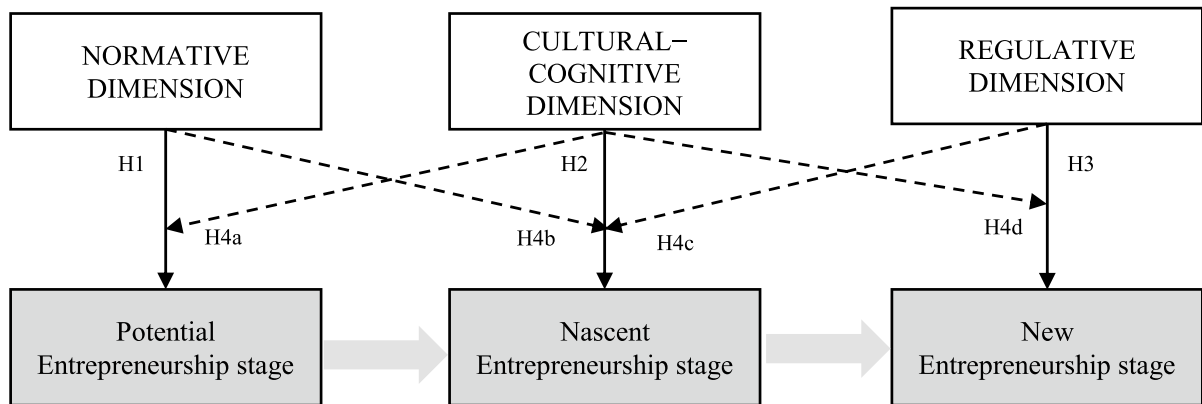 NORMATIVE
DIMENSION
CULTURAL–
COGNITIVE
DIMENSION
REGULATIVE
DIMENSION
H1
H2
H3
H4a
H4b
H4c
H4d
Potential
Entrepreneurship stage
Nascent
Entrepreneurship stage
New
Entrepreneurship stage